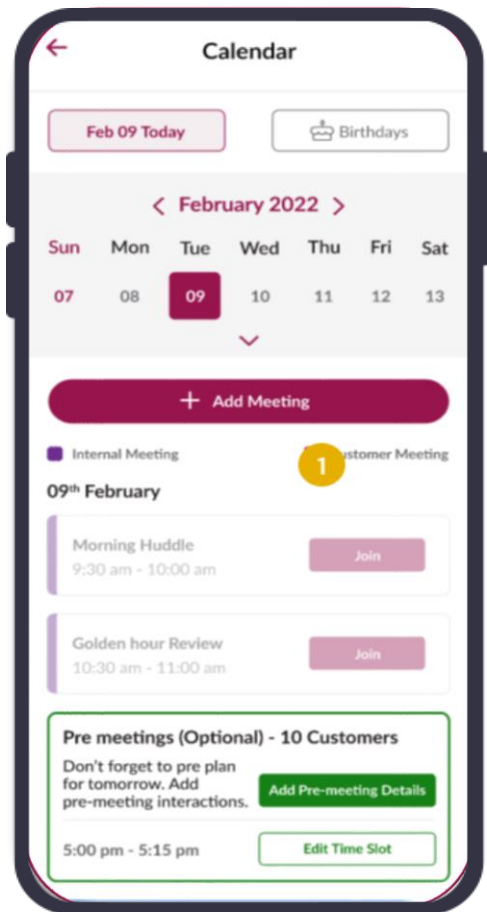 Calendar
Feb 09 Today
Birthdays
< February 2022 >
Sun Mon Tue Wed Thu Fri Sat
07 08 09 10 11 12 13
+ Add Meeting
Internal Meeting
1
stomer Meeting
09th February
Morning Huddle
Join
9:30 am - 10:00 am
Golden hour Review
Join
10:30 am - 11:00 am
Pre meetings (Optional) - 10 Customers
Don't forget to pre plan
for tomorrow. Add
pre-meeting interactions.
Add Pre-meeting Details
5:00 pm - 5:15 pm
Edit Time Slot